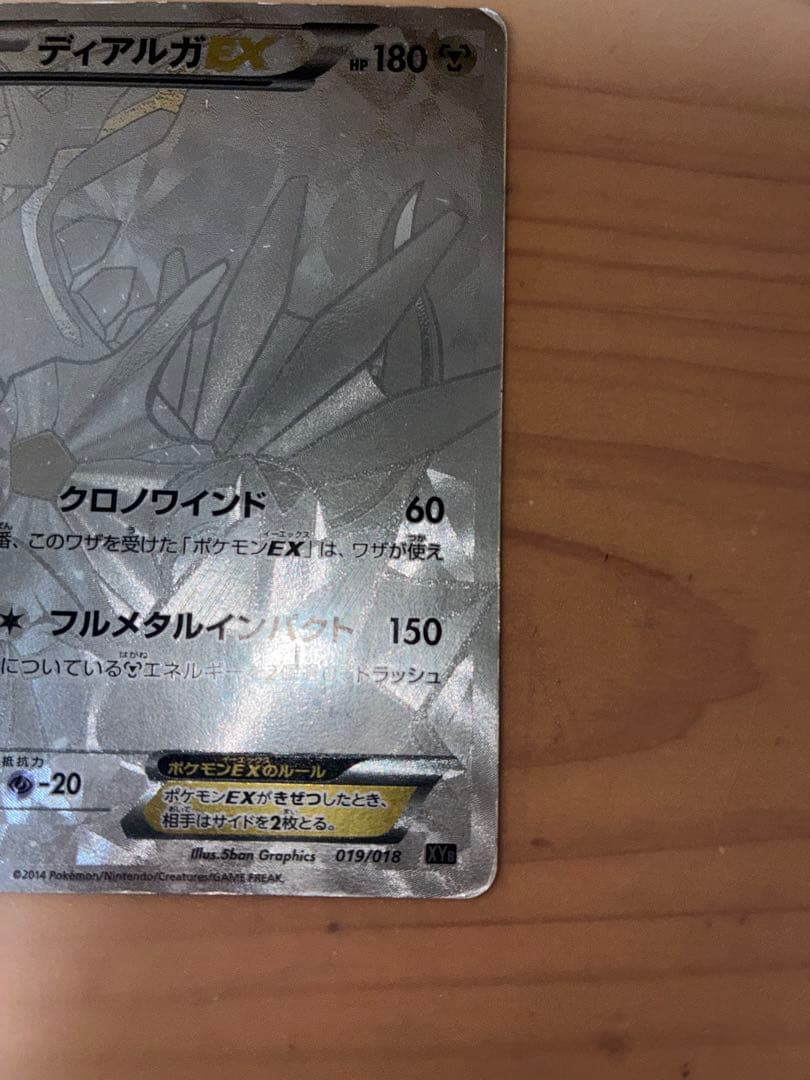 ディアルガEX HP 180
クロノワインド 60
番、このワザを受けた「ポケモンEX」は、ワザが使え
フルメタルインパクト 150
についているエネルギーを2個選び、トラッシュ
抵抗力
-20
ポケモンEXのルール
ポケモンEXがきぜつしたとき、
相手はサイドを2枚とる。
Illus.5ban Graphics 019/018 XY B
©2014 Pokémon/Nintendo/Creatures/GAME FREAK.